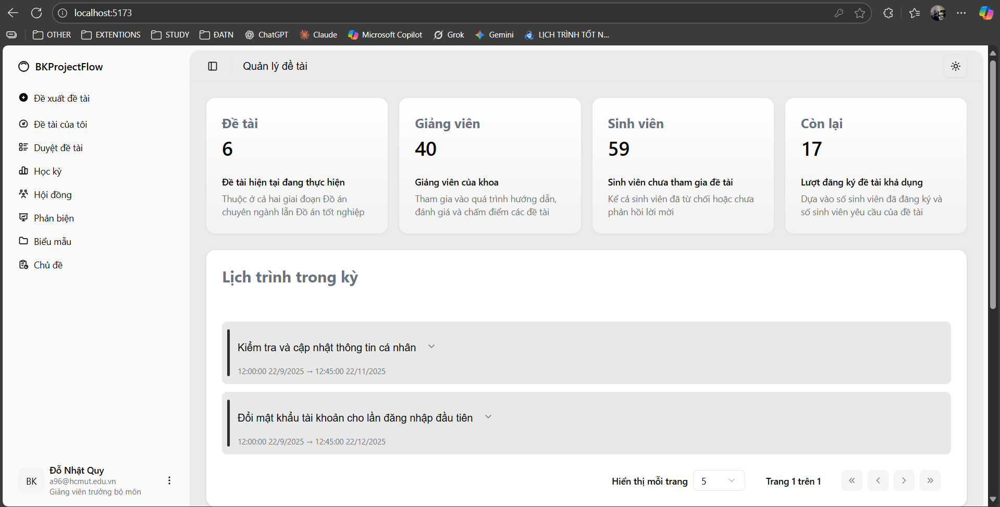 localhost:5173
OTHER
EXTENTIONS
STUDY
ĐATN
ChatGPT
Claude
Microsoft Copilot
Grok
Gemini
LỊCH TRÌNH TỐT N...
BKProjectFlow
Đề xuất đề tài
Đề tài của tôi
Duyệt đề tài
Học kỳ
Hội đồng
Phản biện
Biểu mẫu
Chủ đề
BK
Đỗ Nhật Quy
a96@hcmut.edu.vn
Giảng viên trưởng bộ môn
Quản lý đề tài
Đề tài
6
Đề tài hiện tại đang thực hiện
Thuộc ở cả hai giai đoạn Đồ án
chuyên ngành lẫn Đồ án tốt nghiệp
Giảng viên
40
Giảng viên của khoa
Tham gia vào quá trình hướng dẫn,
đánh giá và chấm điểm các đề tài
Sinh viên
59
Sinh viên chưa tham gia đề tài
Kể cả sinh viên đã từ chối hoặc chưa
phản hồi lời mời
Còn lại
17
Lượt đăng ký đề tài khả dụng
Dựa vào số sinh viên đã đăng ký và
số sinh viên yêu cầu của đề tài
Lịch trình trong kỳ
Kiểm tra và cập nhật thông tin cá nhân
12:00:00 22/9/2025 → 12:45:00 22/11/2025
Đổi mật khẩu tài khoản cho lần đăng nhập đầu tiên
12:00:00 22/9/2025 → 12:45:00 22/12/2025
Hiển thị mỗi trang
5
Trang 1 trên 1